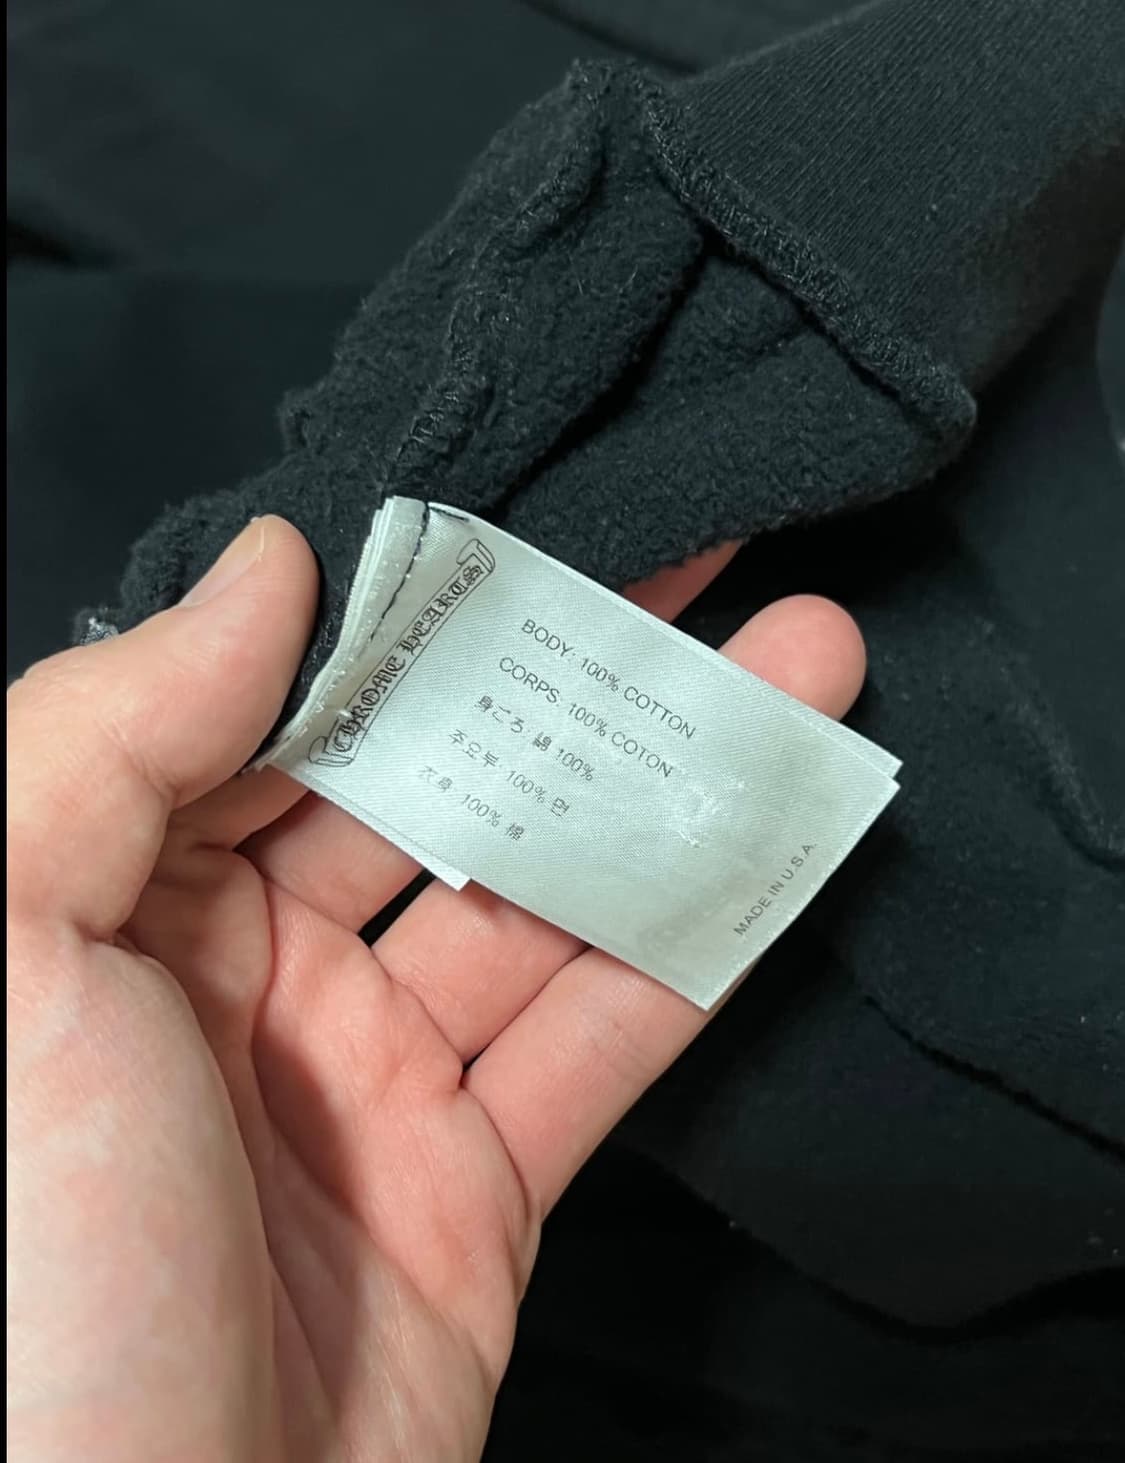 CHROME HEARTS
BODY: 100% COTTON
CORPS. 100% COTON
身ごろ: 綿 100%
주요부 100% 면
衣身 100% 棉
MADE IN U.S.A.